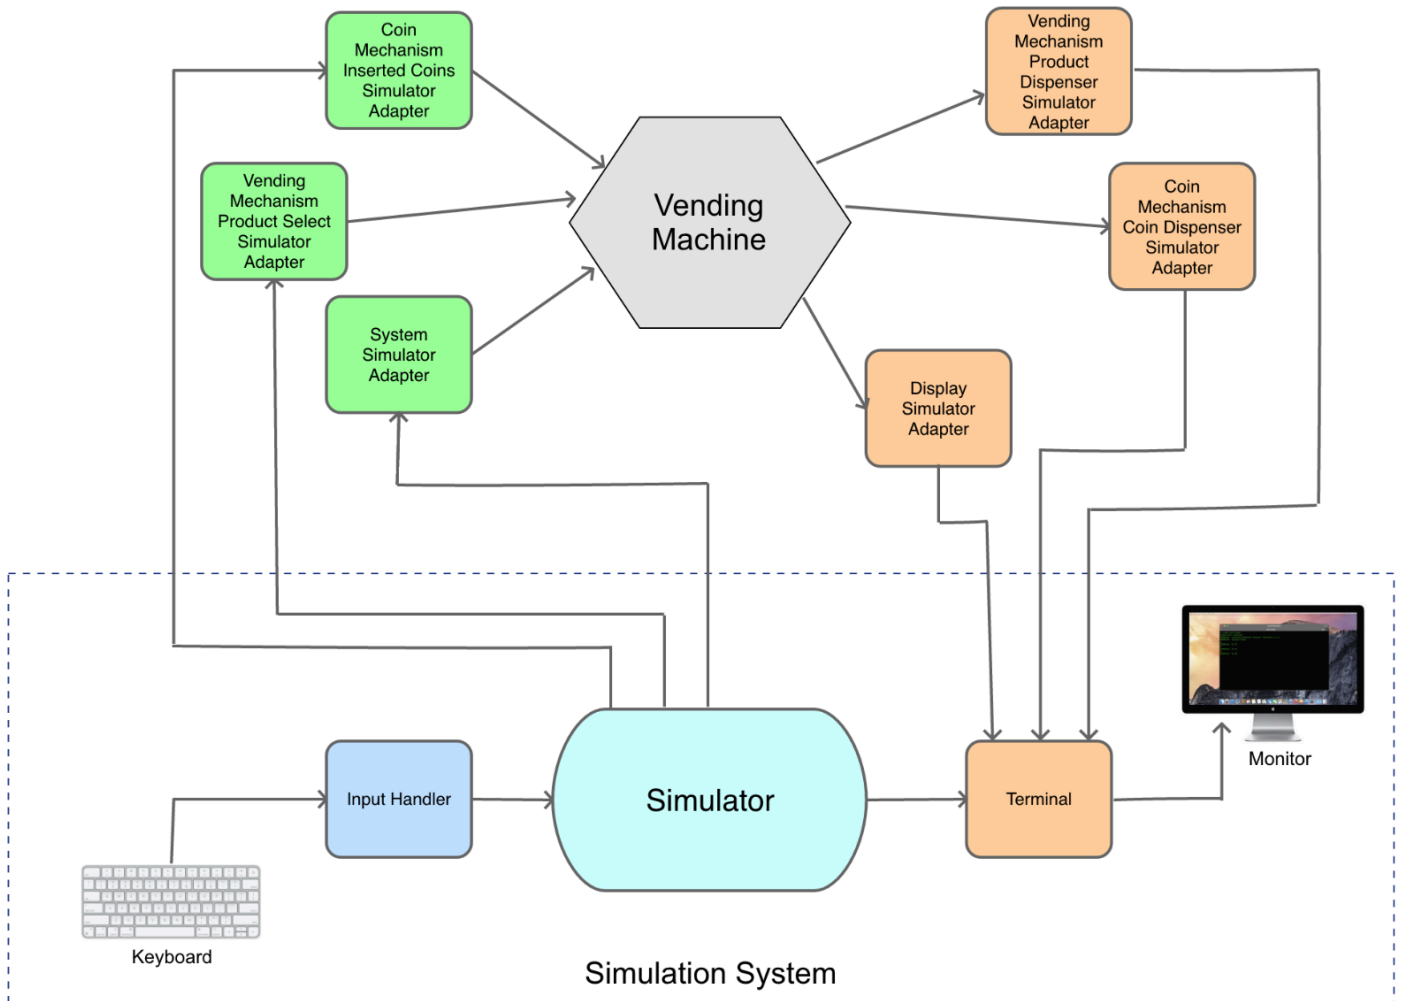 Coin
Mechanism
Inserted Coins
Simulator
Adapter
Vending
Mechanism
Product
Dispenser
Simulator
Adapter
Vending
Mechanism
Product Select
Simulator
Adapter
Vending
Machine
Coin
Mechanism
Coin Dispenser
Simulator
Adapter
System
Simulator
Adapter
Display
Simulator
Adapter
Input Handler
Simulator
Terminal
Monitor
Keyboard
Simulation System